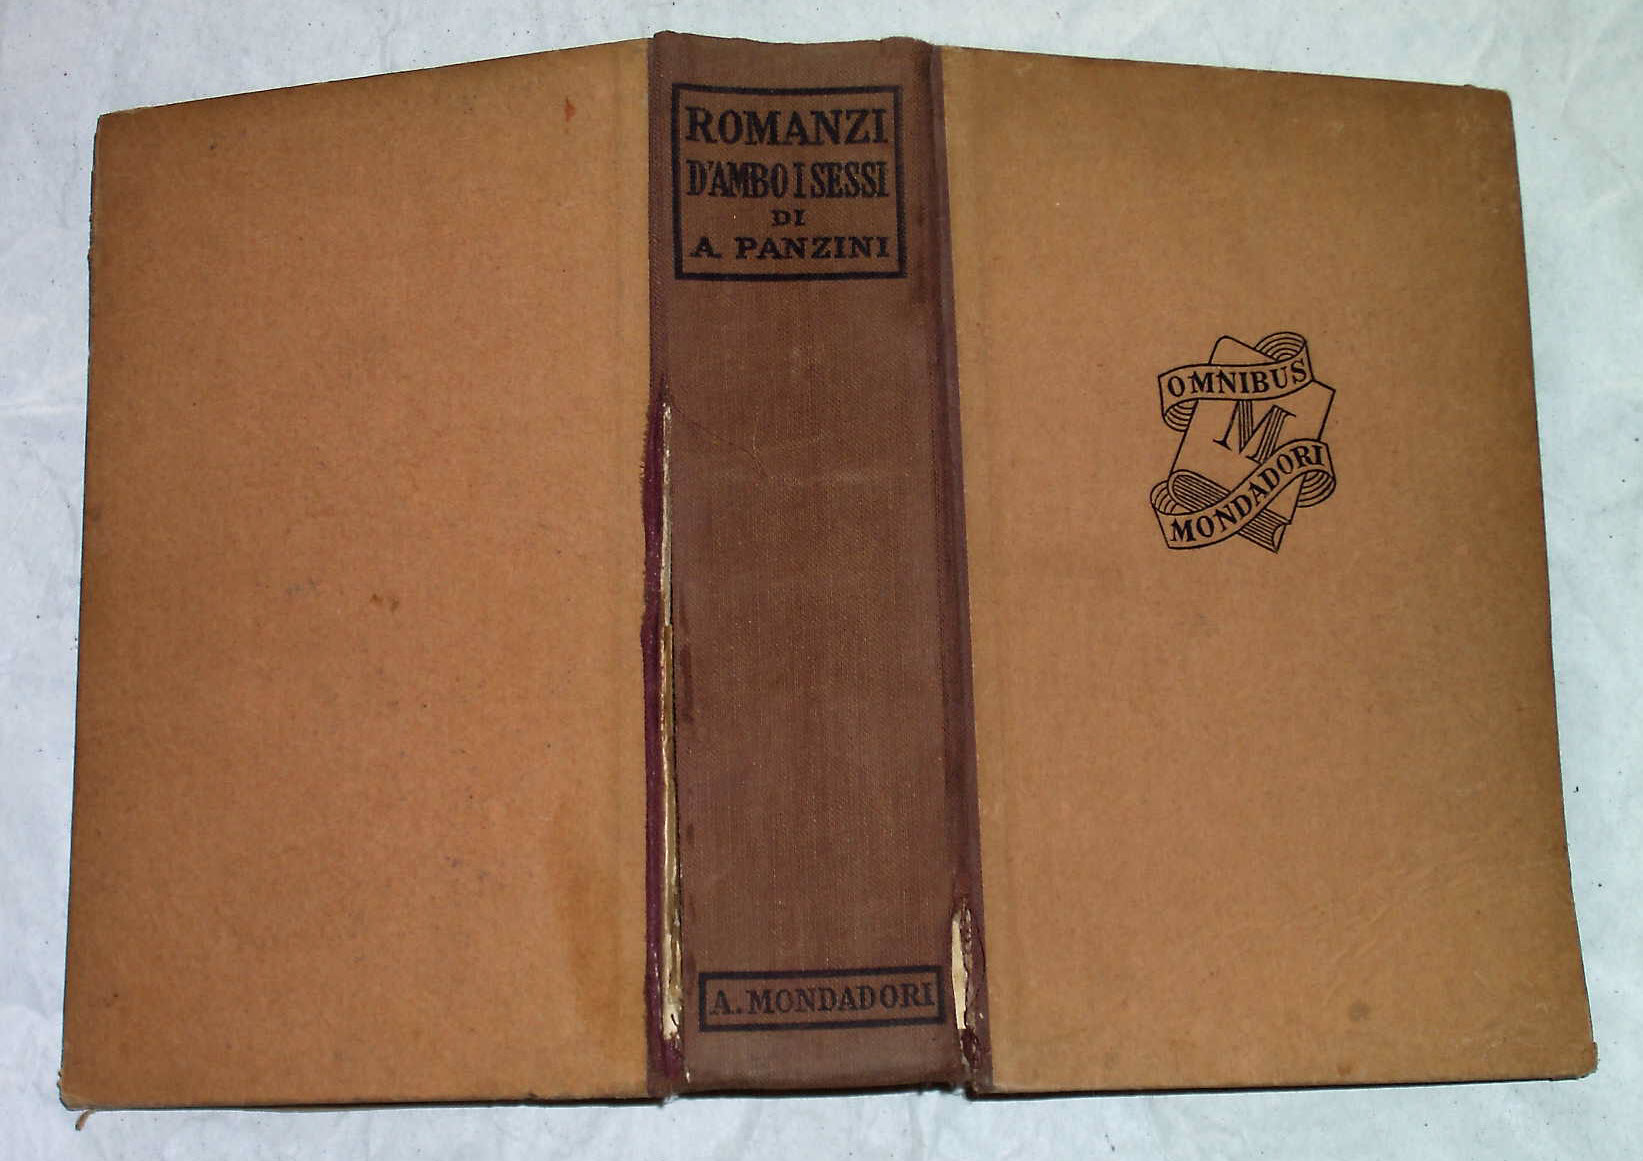 ROMANZI
D'AMBO I SESSI
DI
A. PANZINI
A. MONDADORI
OMNIBUS
M
MONDADORI